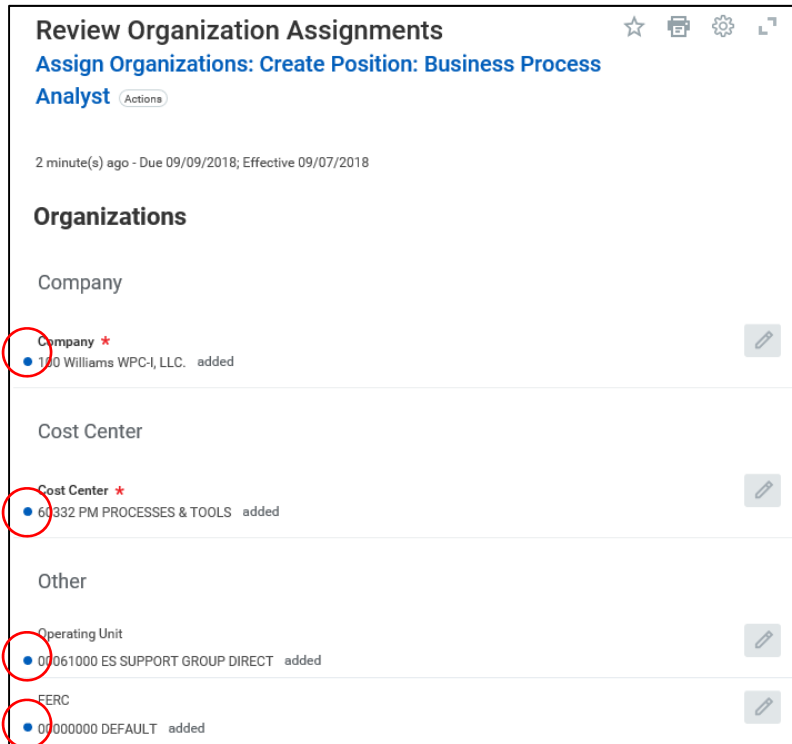 Review Organization Assignments
Assign Organizations: Create Position: Business Process
Analyst Actions
2 minute(s) ago - Due 09/09/2018; Effective 09/07/2018
Organizations
Company
Company *
100 Williams WPC-I, LLC. added
Cost Center
Cost Center *
60332 PM PROCESSES & TOOLS added
Other
Operating Unit
00061000 ES SUPPORT GROUP DIRECT added
FERC
00000000 DEFAULT added